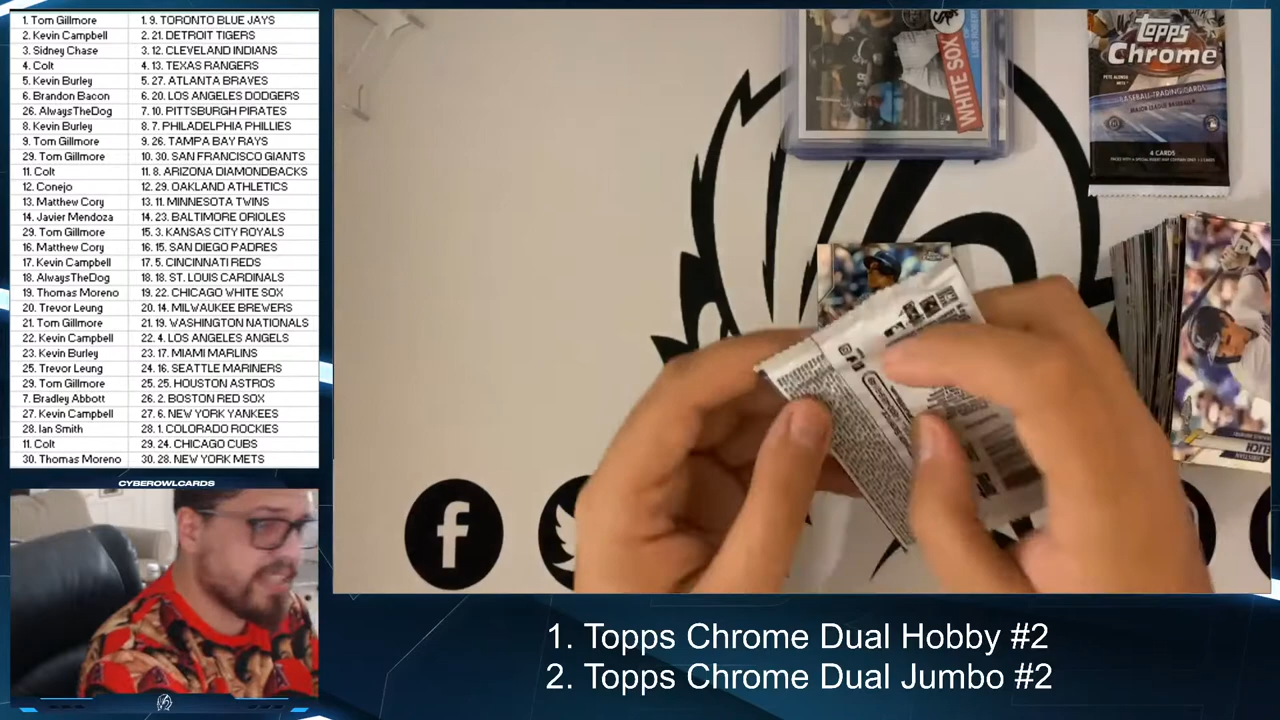 1. Tom Gillmore 1. 9. TORONTO BLUE JAYS
2. Kevin Campbell 2. 21. DETROIT TIGERS
3. Sidney Chase 3. 12. CLEVELAND INDIANS
4. Colt 4. 13. TEXAS RANGERS
5. Kevin Burley 5. 27. ATLANTA BRAVES
6. Brandon Bacon 6. 20. LOS ANGELES DODGERS
26. AlwaysTheDog 7. 10. PITTSBURGH PIRATES
8. Kevin Burley 8. 7. PHILADELPHIA PHILLIES
9. Tom Gillmore 9. 26. TAMPA BAY RAYS
29. Tom Gillmore 10. 30. SAN FRANCISCO GIANTS
11. Colt 11. 8. ARIZONA DIAMONDBACKS
12. Conejo 12. 29. OAKLAND ATHLETICS
13. Matthew Cory 13. 11. MINNESOTA TWINS
14. Javier Mendoza 14. 23. BALTIMORE ORIOLES
29. Tom Gillmore 15. 3. KANSAS CITY ROYALS
16. Matthew Cory 16. 15. SAN DIEGO PADRES
17. Kevin Campbell 17. 5. CINCINNATI REDS
18. AlwaysTheDog 18. 18. ST. LOUIS CARDINALS
19. Thomas Moreno 19. 22. CHICAGO WHITE SOX
20. Trevor Leung 20. 14. MILWAUKEE BREWERS
21. Tom Gillmore 21. 19. WASHINGTON NATIONALS
22. Kevin Campbell 22. 4. LOS ANGELES ANGELS
23. Kevin Burley 23. 17. MIAMI MARLINS
25. Trevor Leung 24. 16. SEATTLE MARINERS
29. Tom Gillmore 25. 25. HOUSTON ASTROS
7. Bradley Abbott 26. 2. BOSTON RED SOX
27. Kevin Campbell 27. 6. NEW YORK YANKEES
28. Ian Smith 28. 1. COLORADO ROCKIES
11. Colt 29. 24. CHICAGO CUBS
30. Thomas Moreno 30. 28. NEW YORK METS
CYBEROWLCARDS
WHITE SOX
Topps
Chrome
PETE ALONSO
BASEBALL TRADING CARDS
MAJOR LEAGUE BASEBALL
4 CARDS
CHRISTIAN
YELICH
1. Topps Chrome Dual Hobby #2
2. Topps Chrome Dual Jumbo #2